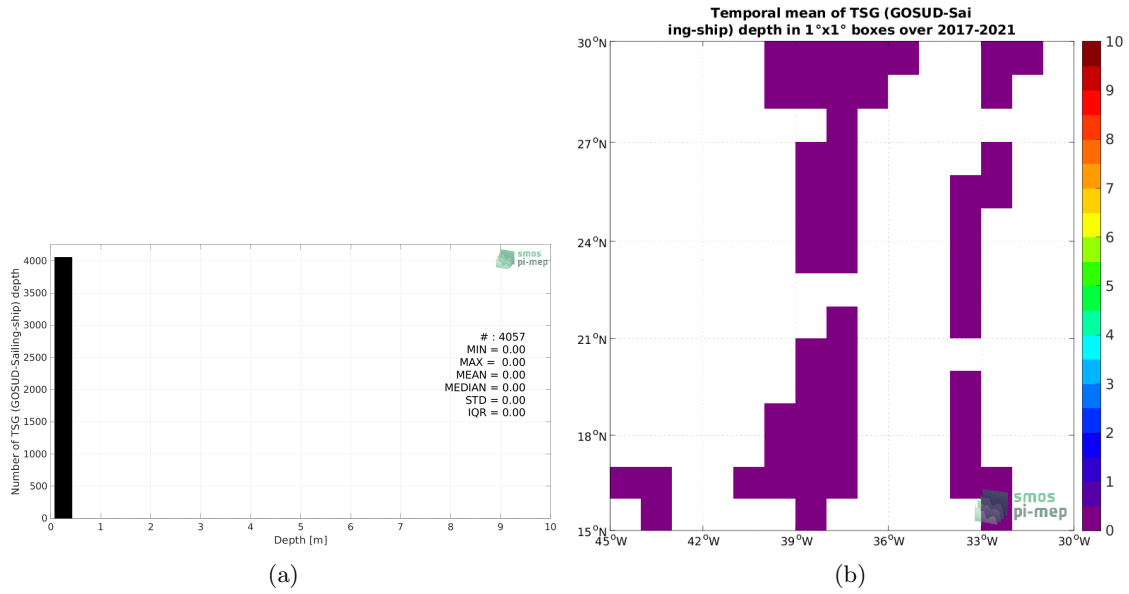 smos
pi-mep
4000
3500
3000
2500
2000
1500
1000
500
0
Number of TSG (GOSUD-Sailing-ship) depth
# : 4057
MIN = 0.00
MAX = 0.00
MEAN = 0.00
MEDIAN = 0.00
STD = 0.00
IQR = 0.00
0 1 2 3 4 5 6 7 8 9 10
Depth [m]
(a)
Temporal mean of TSG (GOSUD-Sai
ing-ship) depth in 1°x1° boxes over 2017-2021
30°N
27°N
24°N
21°N
18°N
15°N
45°W 42°W 39°W 36°W 33°W 30°W
smos
pi-mep
10
9
8
7
6
5
4
3
2
1
0
(b)